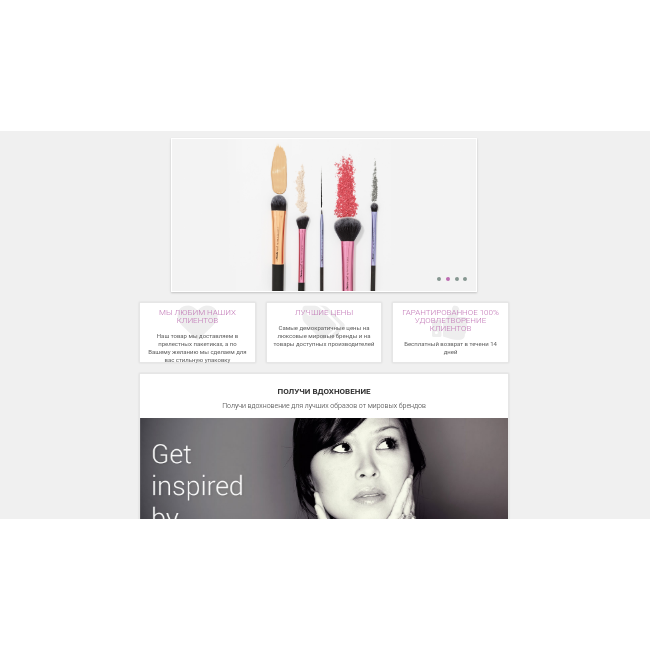 МЫ ЛЮБИМ НАШИХ
КЛИЕНТОВ
Наш товар мы доставляем в
прелестных пакетиках, а по
Вашему желанию мы сделаем для
вас стильную упаковку
ЛУЧШИЕ ЦЕНЫ
Самые демократичные цены на
люксовые мировые бренды и на
товары доступных производителей
ГАРАНТИРОВАННОЕ 100%
УДОВЛЕТВОРЕНИЕ
КЛИЕНТОВ
Бесплатный возврат в течени 14
дней
ПОЛУЧИ ВДОХНОВЕНИЕ
Получи вдохновение для лучших образов от мировых брендов
Get
inspired
by